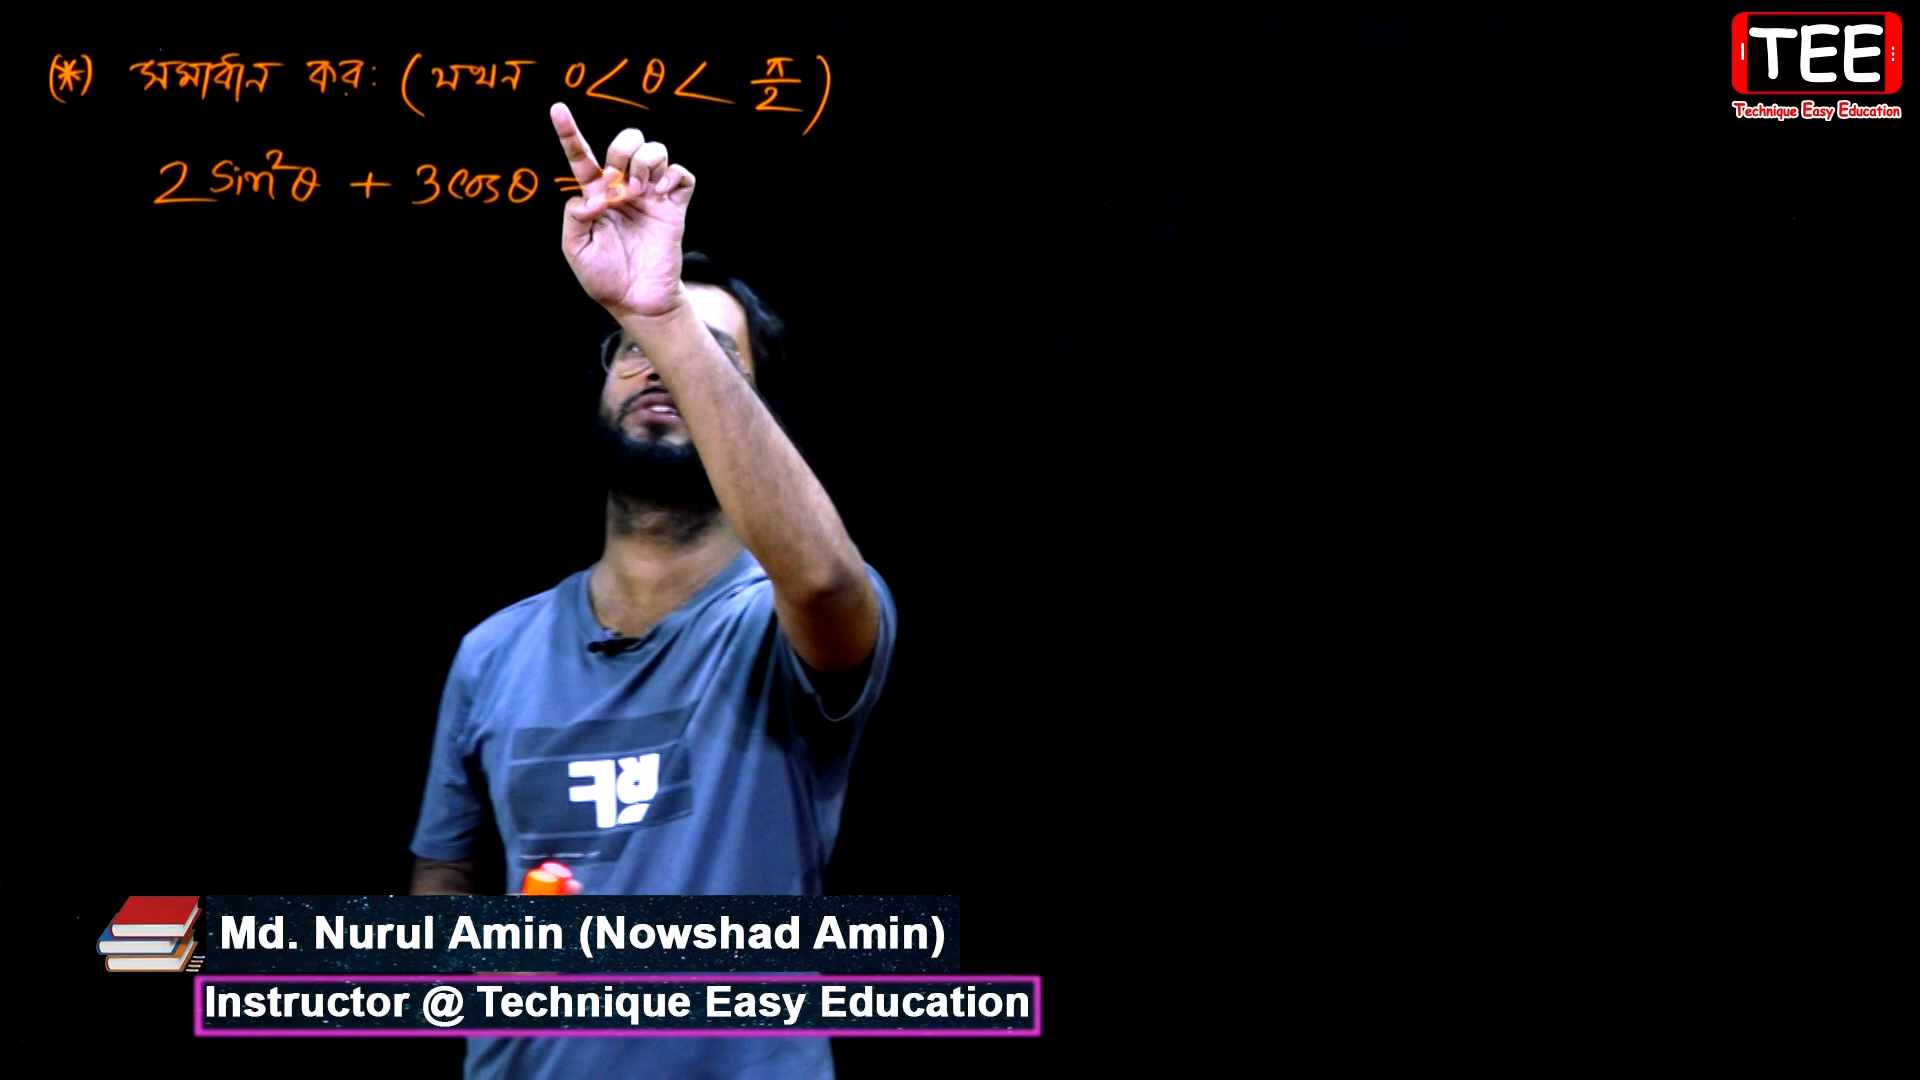 (*) সমাধান কর: (যখন 0 < θ < π/2)
2 sin²θ + 3 cosθ = 3
TEE
Technique Easy Education
Md. Nurul Amin (Nowshad Amin)
Instructor @ Technique Easy Education